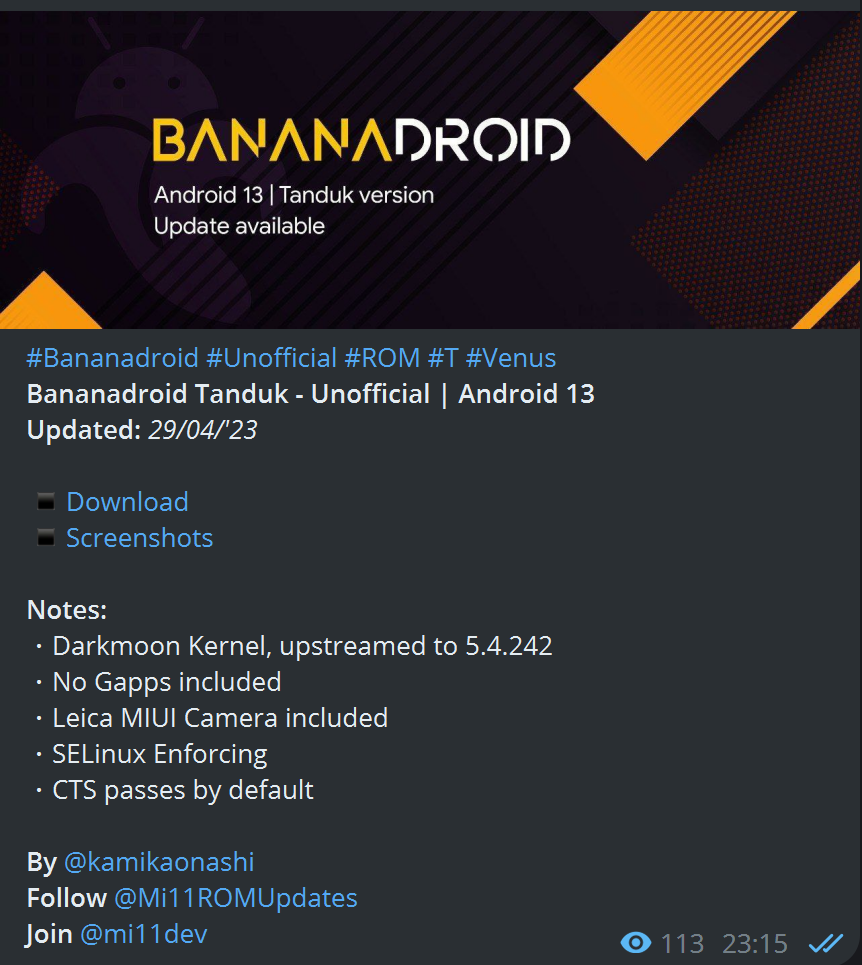 BANANADROID
Android 13 | Tanduk version
Update available
#Bananadroid #Unofficial #ROM #T #Venus
Bananadroid Tanduk - Unofficial | Android 13
Updated: 29/04/'23
◾ Download
◾ Screenshots
Notes:
· Darkmoon Kernel, upstreamed to 5.4.242
· No Gapps included
· Leica MIUI Camera included
· SELinux Enforcing
· CTS passes by default
By @kamikaonashi
Follow @Mi11ROMUpdates
Join @mi11dev
113 23:15